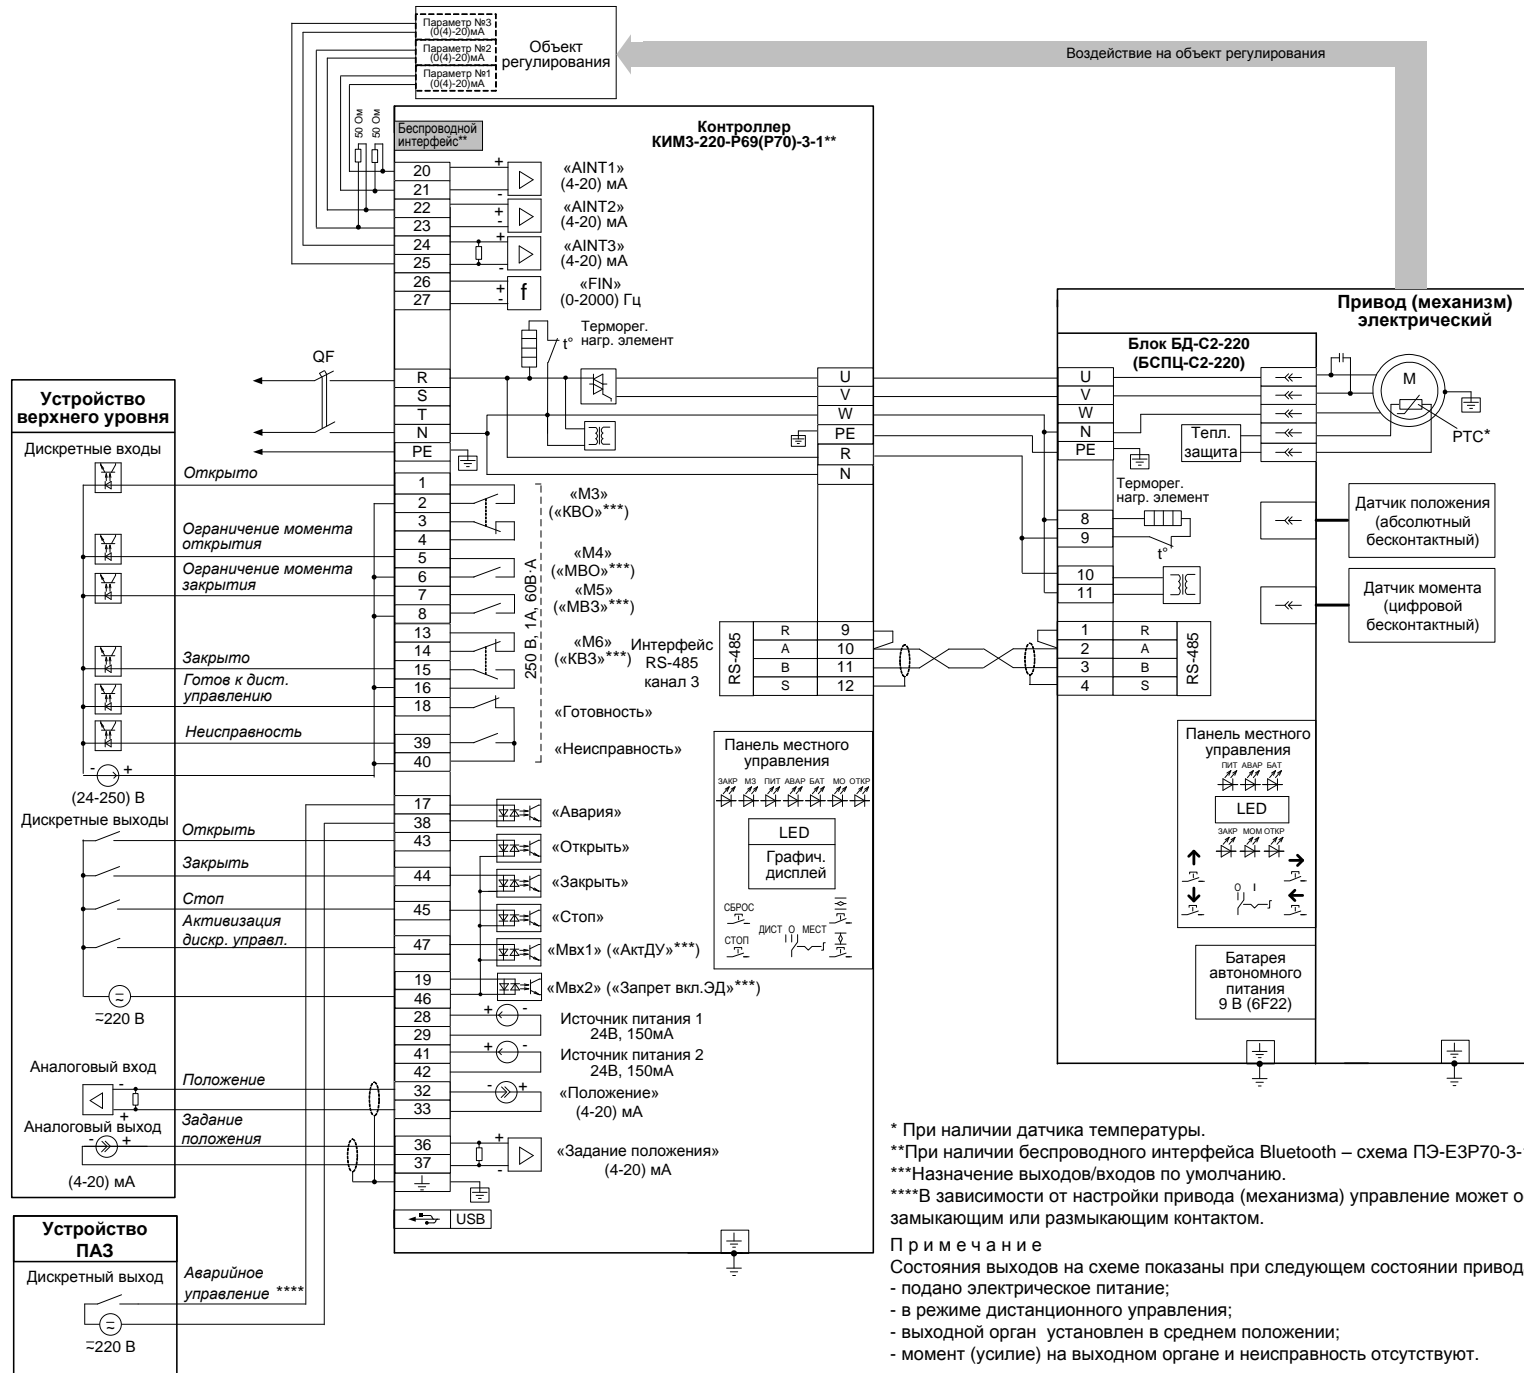 Параметр №3
(0(4)-20)мА
Параметр №2
(0(4)-20)мА
Параметр №1
(0(4)-20)мА
Объект
регулирования
Воздействие на объект регулирования
50 Ом
50 Ом
Беспроводной
интерфейс**
Контроллер
КИМ3-220-Р69(Р70)-3-1**
20
21
22
23
24
25
26
27
+
-
«AINT1»
(4-20) мА
+
-
«AINT2»
(4-20) мА
+
-
«AINT3»
(4-20) мА
+
-
f
«FIN»
(0-2000) Гц
Терморег.
нагр. элемент
t°
QF
R
S
T
N
PE
U
V
W
PE
R
N
Устройство
верхнего уровня
Дискретные входы
Открыто
Ограничение момента
открытия
Ограничение момента
закрытия
Закрыто
Готов к дист.
управлению
Неисправность
- +
(24-250) В
1
2
3
4
5
6
7
8
13
14
15
16
18
39
40
«М3»
(«КВО»***)
«М4»
(«МВО»***)
«М5»
(«МВЗ»***)
«М6»
(«КВЗ»***)
«Готовность»
«Неисправность»
250 В, 1А, 60В·А
Интерфейс
RS-485
канал 3
RS-485
R 9
A 10
B 11
S 12
Дискретные выходы
Открыть
Закрыть
Стоп
Активизация
дискр. управл.
≂220 В
17
38
43
44
45
47
19
46
28
29
41
42
32
33
36
37
«Авария»
«Открыть»
«Закрыть»
«Стоп»
«Мвх1» («АктДУ»***)
«Мвх2» («Запрет вкл.ЭД»***)
+ -
Источник питания 1
24В, 150мА
+ -
Источник питания 2
24В, 150мА
- +
«Положение»
(4-20) мА
+
-
«Задание положения»
(4-20) мА
USB
Аналоговый вход
-
+
Положение
Аналоговый выход
- +
Задание
положения
(4-20) мА
Устройство
ПАЗ
Дискретный выход
Аварийное
управление ****
≂220 В
Панель местного
управления
ЗАКР МЗ ПИТ АВАР БАТ МО ОТКР
LED
Графич.
дисплей
СБРОС
СТОП
ДИСТ О МЕСТ
Привод (механизм)
электрический
Блок БД-С2-220
(БСПЦ-С2-220)
U
V
W
N
PE
Тепл.
защита
М
PTC*
Терморег.
нагр. элемент
8
9
t°
10
11
1 R
2 A
3 B
4 S
RS-485
Датчик положения
(абсолютный
бесконтактный)
Датчик момента
(цифровой
бесконтактный)
Панель местного
управления
ПИТ АВАР БАТ
LED
ЗАКР МОМ ОТКР
O I
Батарея
автономного
питания
9 В (6F22)
* При наличии датчика температуры.
**При наличии беспроводного интерфейса Bluetooth – схема ПЭ-Е3Р70-3-
***Назначение выходов/входов по умолчанию.
****В зависимости от настройки привода (механизма) управление может о
замыкающим или размыкающим контактом.
П р и м е ч а н и е
Состояния выходов на схеме показаны при следующем состоянии привод
- подано электрическое питание;
- в режиме дистанционного управления;
- выходной орган установлен в среднем положении;
- момент (усилие) на выходном органе и неисправность отсутствуют.